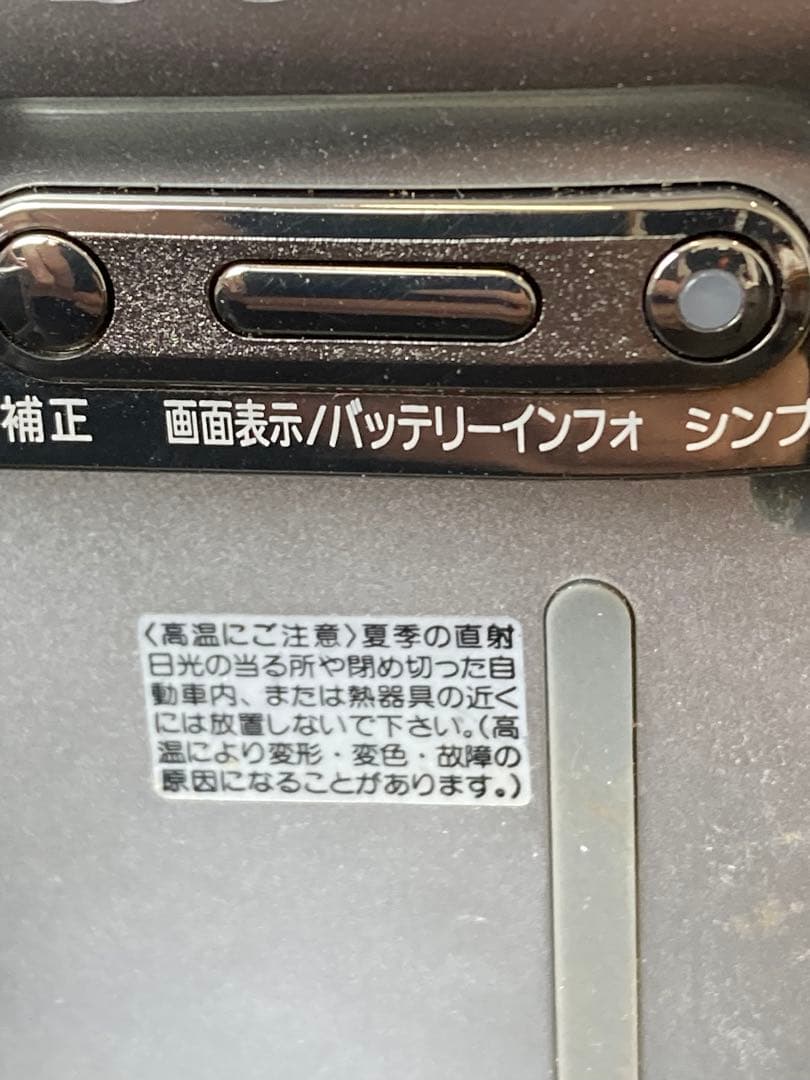 補正 画面表示/バッテリーインフォ シンプ
〈高温にご注意〉夏季の直射
日光の当る所や閉め切った自
動車内、または熱器具の近く
には放置しないで下さい。(高
温により変形・変色・故障の
原因になることがあります。)